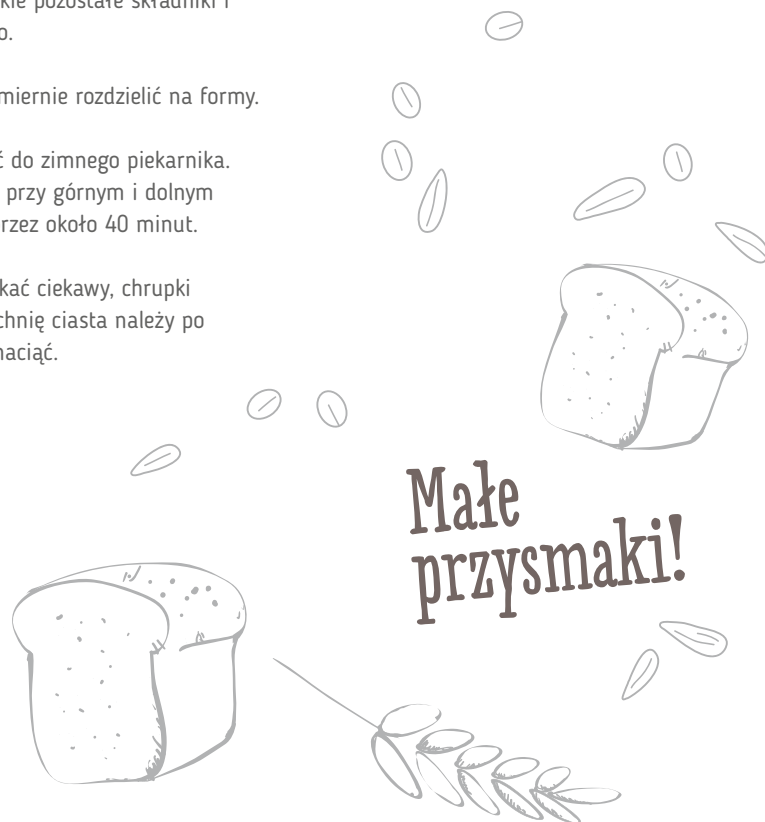 pozostałe składniki i
o.
miernie rozdzielić na formy.
ć do zimnego piekarnika.
przy górnym i dolnym
rzez około 40 minut.
kać ciekawy, chrupki
chnię ciasta należy po
naciąć.
Małe
przysmaki!